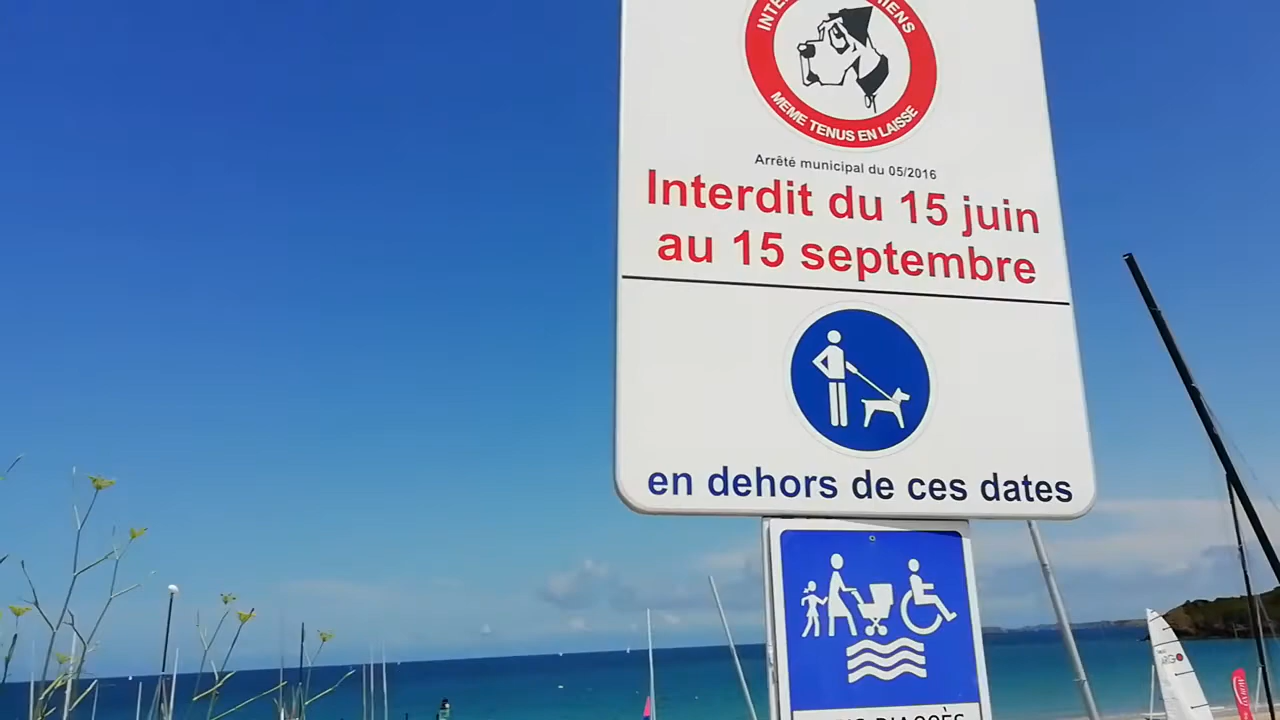 MEME TENUS EN LAISSE
Arrêté municipal du 05/2016
Interdit du 15 juin
au 15 septembre
en dehors de ces dates
D'ACCÈS